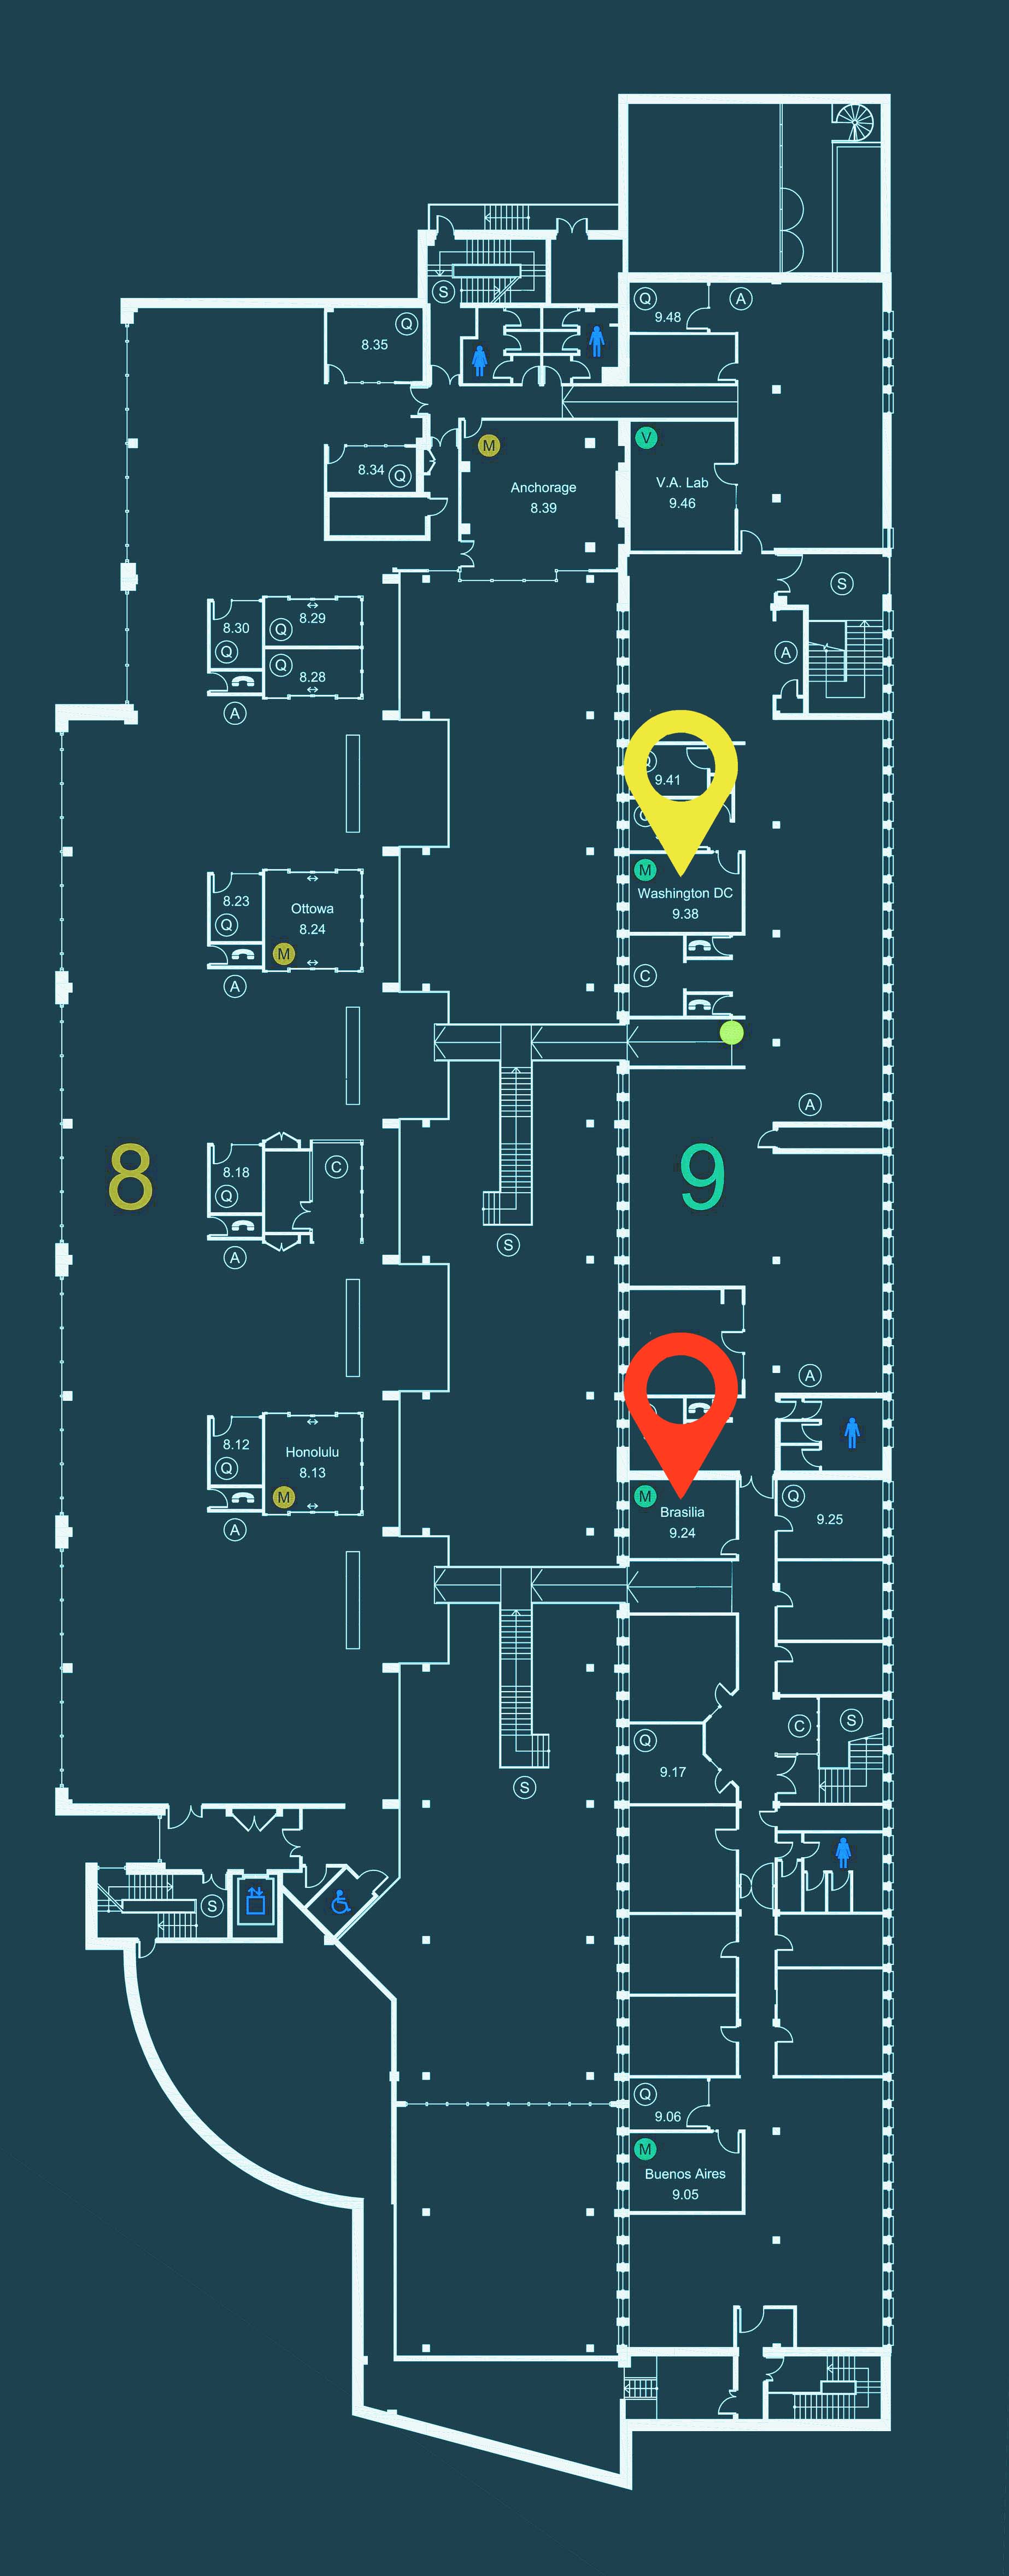 Q
A
9.48
S
Q
8.35
M
V
8.34
Q
Anchorage
8.39
V.A. Lab
9.46
S
8.30
8.29
Q
Q
A
Q
8.28
A
9.41
M
8.23
Ottowa
8.24
Washington DC
9.38
Q
M
C
A
A
8
8.18
C
9
Q
S
A
A
8.12
Honolulu
8.13
Q
M
M
Q
A
Brasilia
9.24
9.25
Q
9.17
C
S
S
S
Q
9.06
M
Buenos Aires
9.05